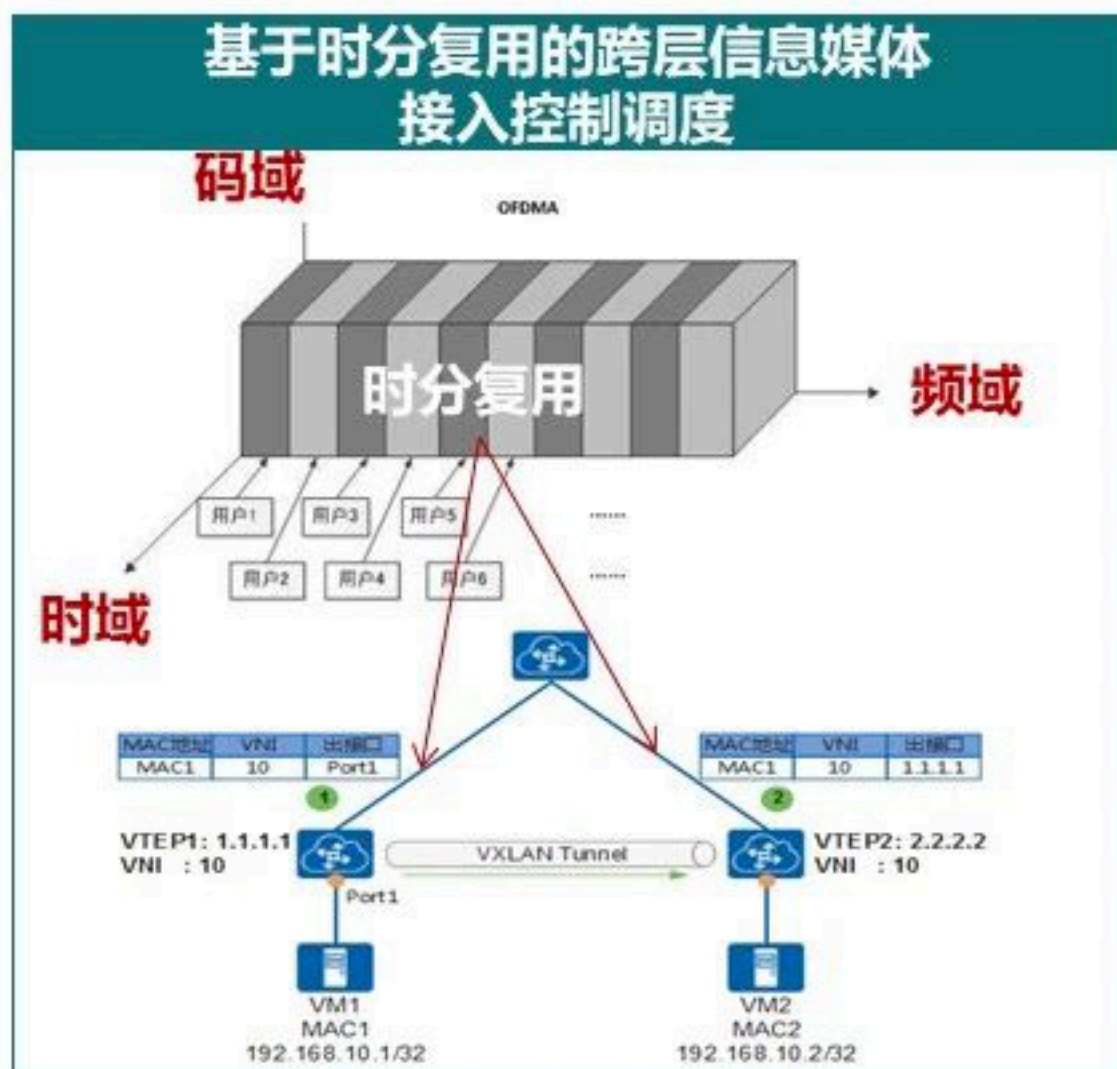 基于时分复用的跨层信息媒体
接入控制调度
码域
OFDMA
时分复用
频域
用户1
用户3
用户5
......
用户2
用户4
用户6
......
时域
MAC地址 VNI 出接口
MAC1 10 Port1
MAC地址 VNI 出接口
MAC1 10 1.1.1.1
1
2
VTEP1: 1.1.1.1
VNI : 10
VXLAN Tunnel
VTEP2: 2.2.2.2
VNI : 10
Port1
VM1
MAC1
192.168.10.1/32
VM2
MAC2
192.168.10.2/32